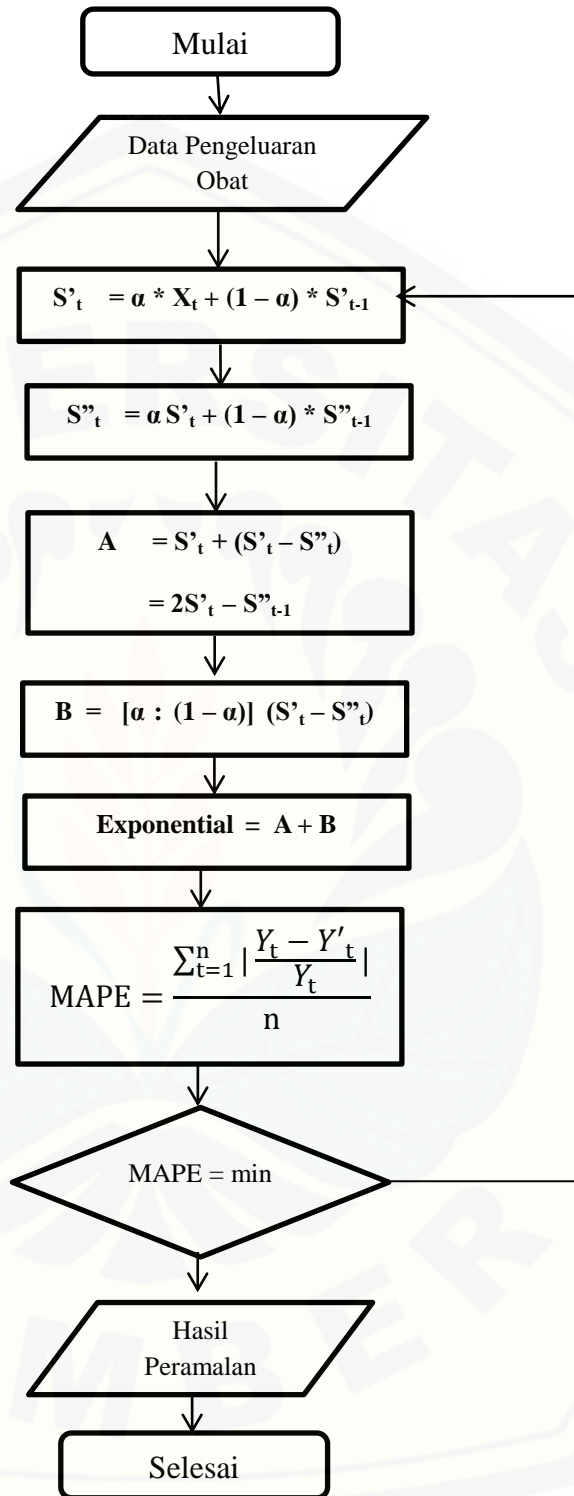 Mulai
Data Pengeluaran
Obat
S’t = α * Xt + (1 – α) * S’t-1
S”t = α S’t + (1 – α) * S”t-1
A = S’t + (S’t – S”t)
= 2S’t – S”t-1
B = [α : (1 – α)] (S’t – S”t)
Exponential = A + B
MAPE = ∑ⁿt=1 | (Yt − Y′t) / Yt | / n
MAPE = min
Hasil
Peramalan
Selesai